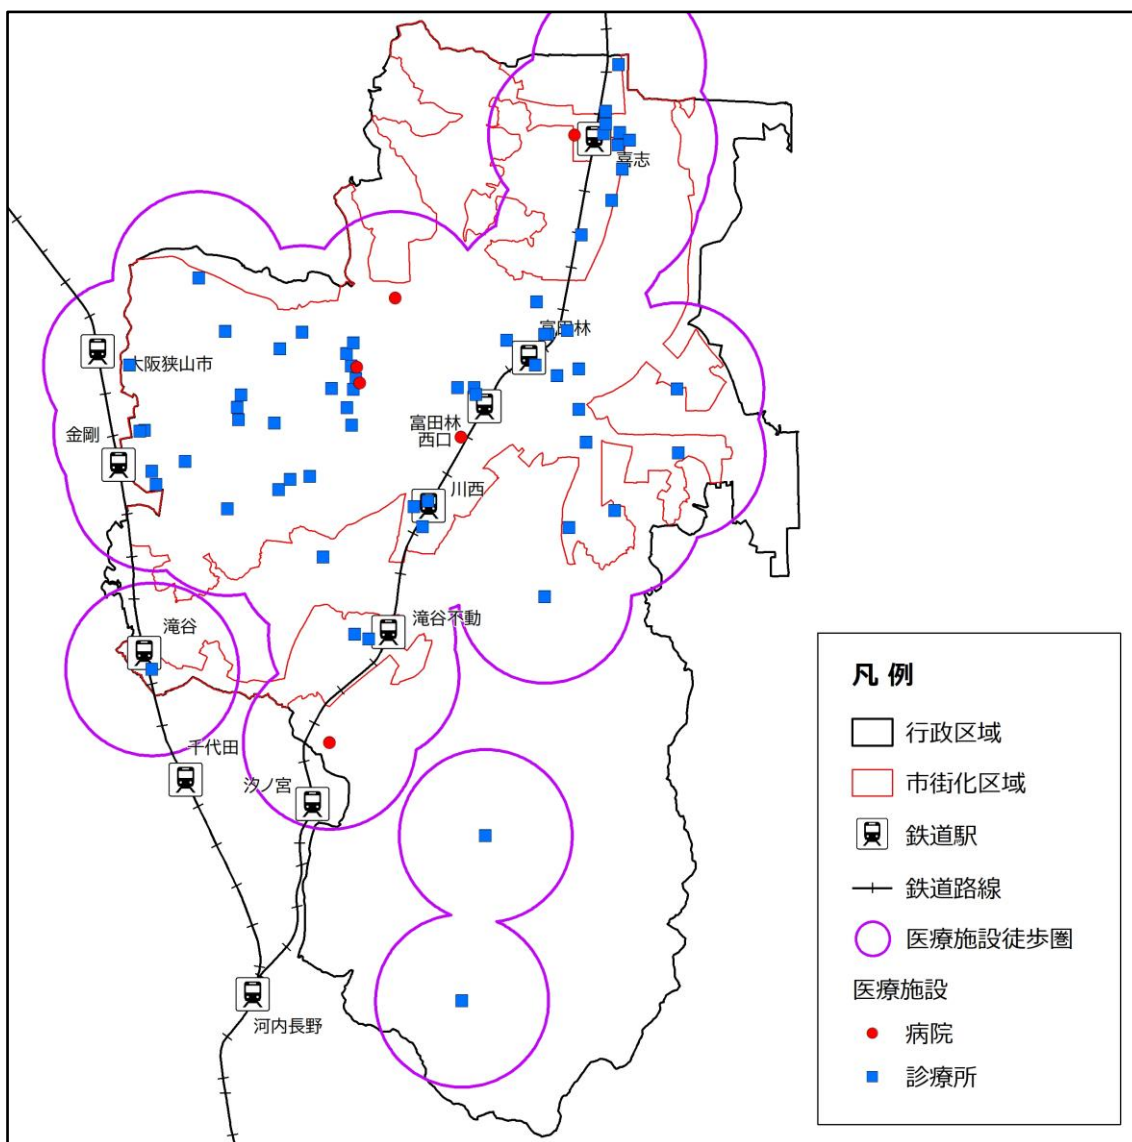 喜志
富田林
大阪狭山市
富田林
西口
金剛
川西
滝谷不動
滝谷
千代田
汐ノ宮
河内長野
凡 例
行政区域
市街化区域
鉄道駅
鉄道路線
医療施設徒歩圏
医療施設
病院
診療所